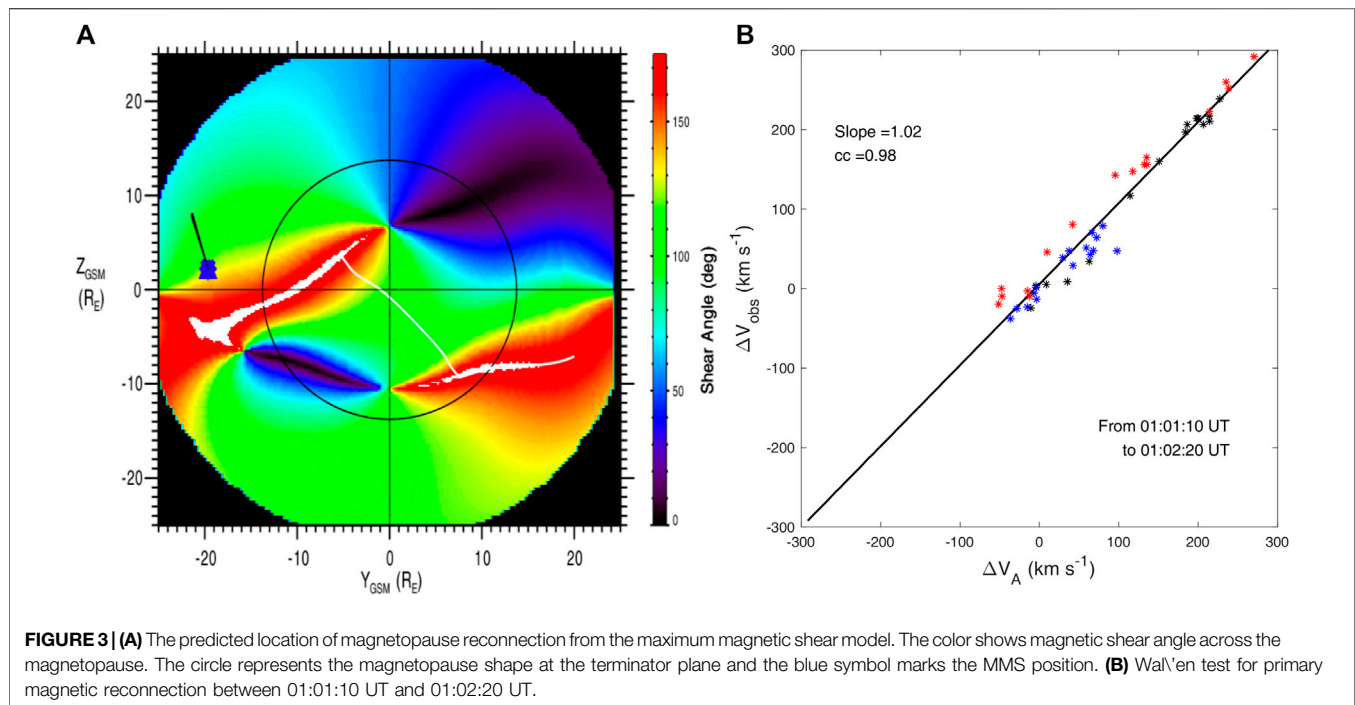 A
20
10
Z_GSM
0
(R_E)
-10
-20
-20 -10 0 10 20
Y_GSM (R_E)
150
100
50
0
Shear Angle (deg)
B
300
200
100
0
-100
-200
-300
ΔV_obs (km s⁻¹)
Slope =1.02
cc =0.98
From 01:01:10 UT
to 01:02:20 UT
-300 -200 -100 0 100 200 300
ΔV_A (km s⁻¹)
FIGURE 3 | (A) The predicted location of magnetopause reconnection from the maximum magnetic shear model. The color shows magnetic shear angle across the
magnetopause. The circle represents the magnetopause shape at the terminator plane and the blue symbol marks the MMS position. (B) Wal\'en test for primary
magnetic reconnection between 01:01:10 UT and 01:02:20 UT.